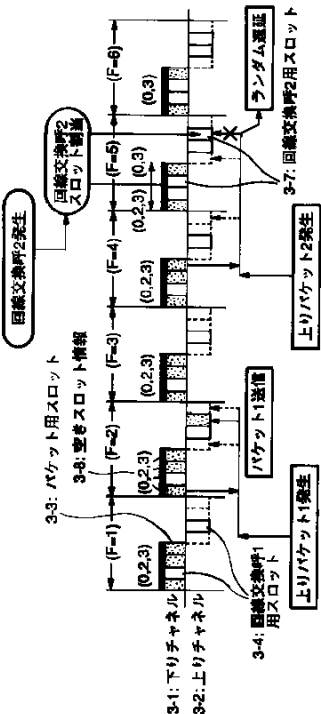 回線交換呼2発生
回線交換呼2
スロット割当
3-3: パケット用スロット
3-8: 空きスロット情報
(F=1)
(F=2)
(F=3)
(F=4)
(F=5)
(F=6)
(0,2,3)
(0,2,3)
(0,2,3)
(0,2,3)
(0,2,3)
(0,3)
(0,3)
3-1: 下りチャネル
3-2: 上りチャネル
3-4: 回線交換呼1
用スロット
パケット1送信
上りパケット1発生
上りパケット2発生
3-7: 回線交換呼2用スロット
ランダム遅延